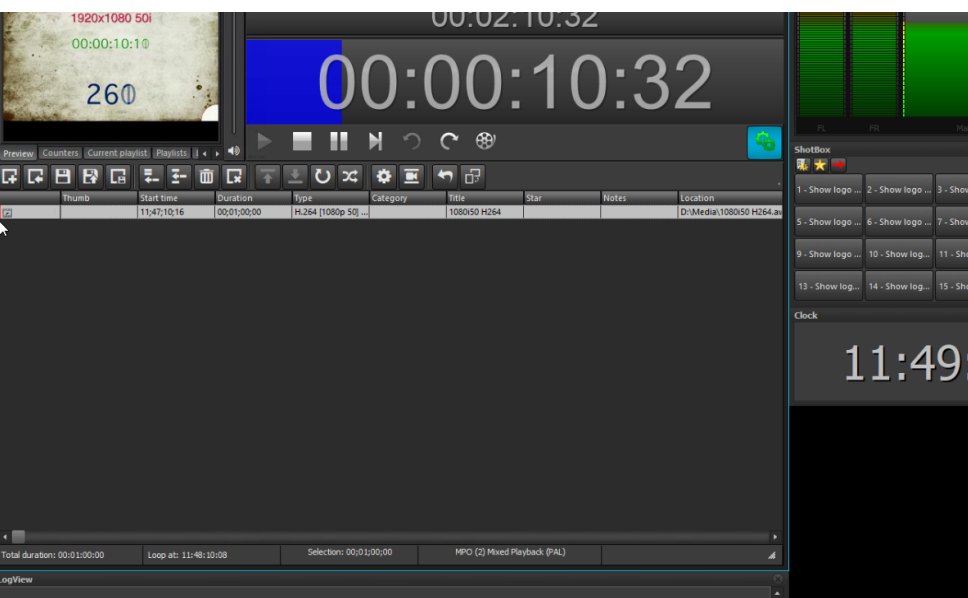 1920x1080 50i
00:00:10:10
260
00:02:10:32
00:00:10:32
FL FR Ma
Preview Counters Current playlist Playlists
ShotBox
1 - Show logo ... 2 - Show logo ... 3 - Show
5 - Show logo ... 6 - Show logo ... 7 - Show
9 - Show logo ... 10 - Show log... 11 - Sho
13 - Show log... 14 - Show log... 15 - Sho
Thumb Start time Duration Type Category Title Star Notes Location
11;47;10;16 00;01;00;00 H.264 [1080p 50] ... 1080i50 H264 D:\Media\1080i50 H264.av
Clock
11:49:
Total duration: 00:01:00:00 Loop at: 11:48:10:08 Selection: 00;01;00;00 MPO (2) Mixed Playback (PAL)
LogView